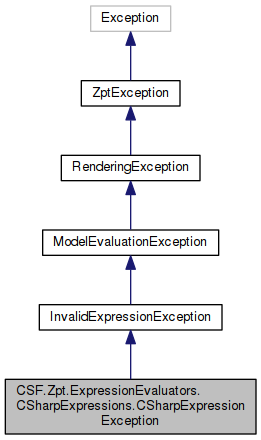 Exception
ZptException
RenderingException
ModelEvaluationException
InvalidExpressionException
CSF.Zpt.ExpressionEvaluators.
CSharpExpressions.CSharpExpression
Exception